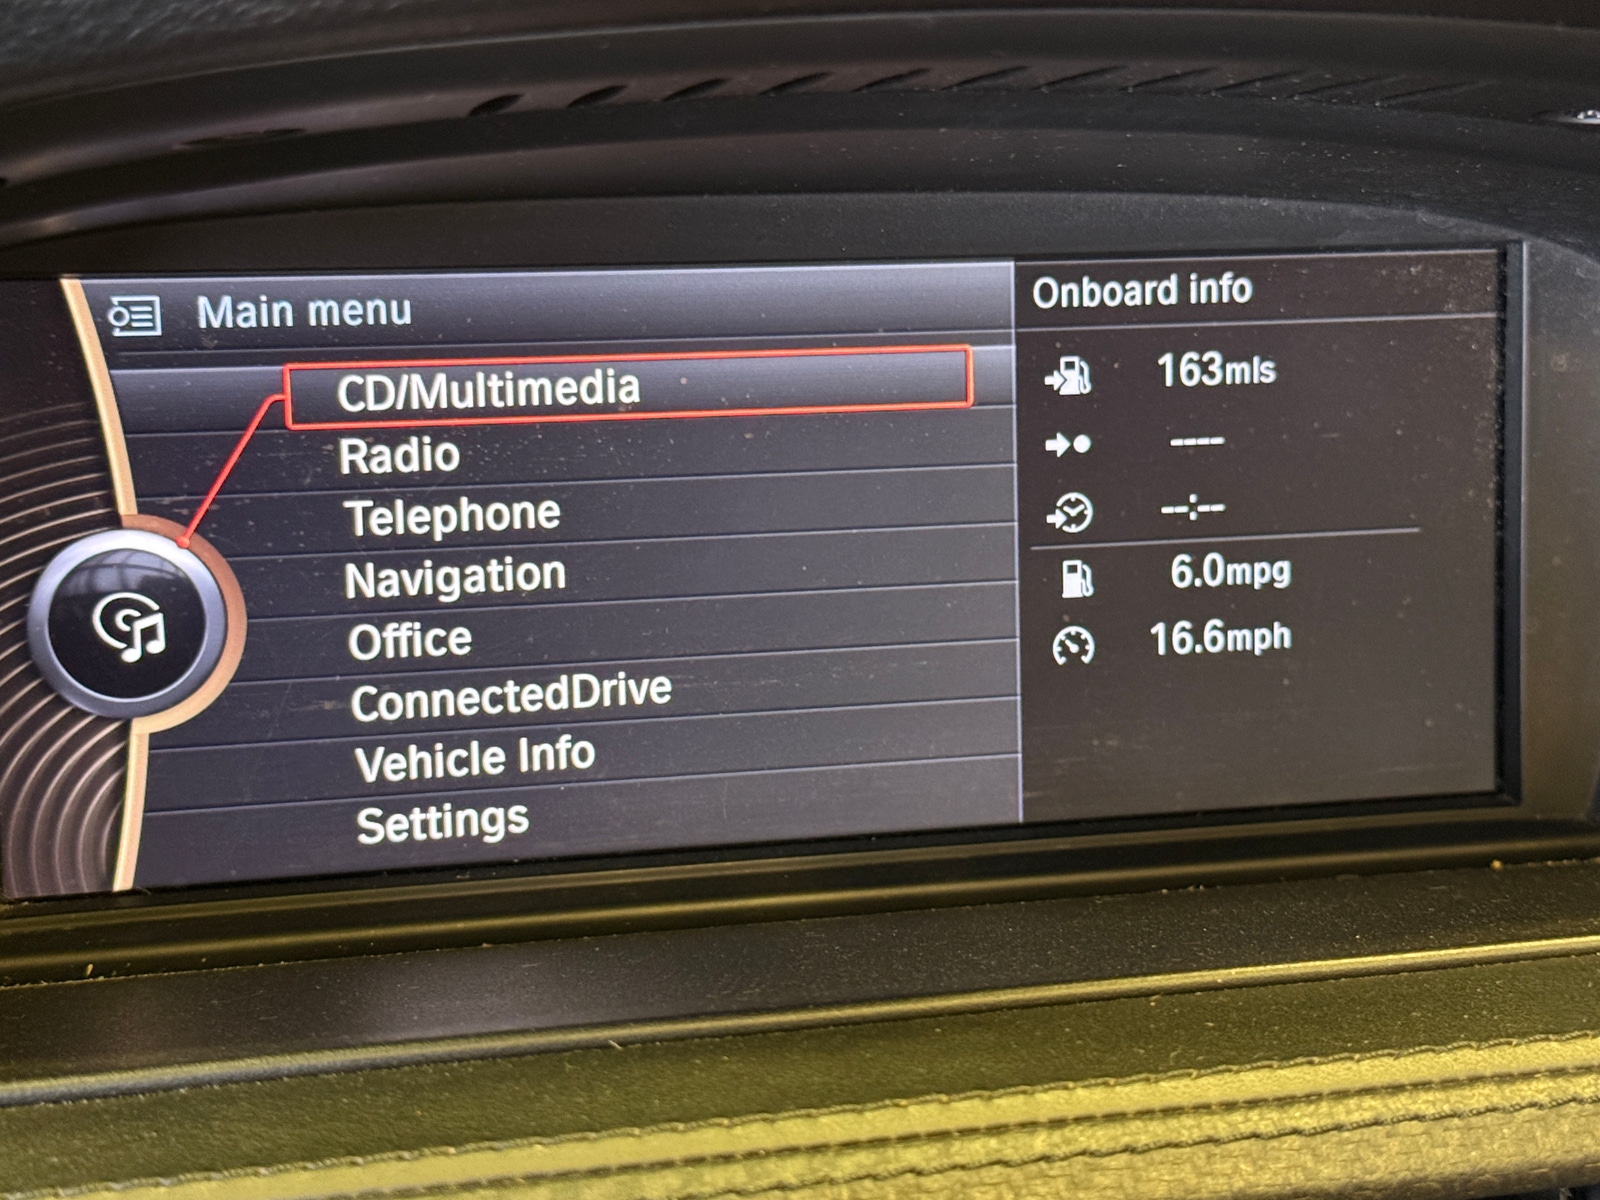 Main menu
CD/Multimedia
Radio
Telephone
Navigation
Office
ConnectedDrive
Vehicle Info
Settings
Onboard info
163mls
----
--:--
6.0mpg
16.6mph